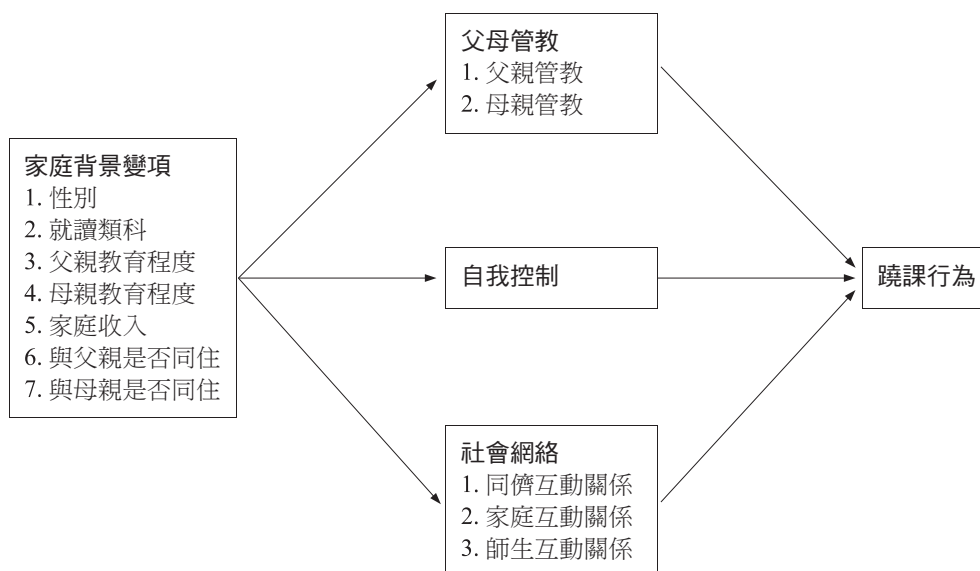 父母管教
1. 父親管教
2. 母親管教
家庭背景變項
1. 性別
2. 就讀類科
3. 父親教育程度
4. 母親教育程度
5. 家庭收入
6. 與父親是否同住
7. 與母親是否同住
自我控制
蹺課行為
社會網絡
1. 同儕互動關係
2. 家庭互動關係
3. 師生互動關係